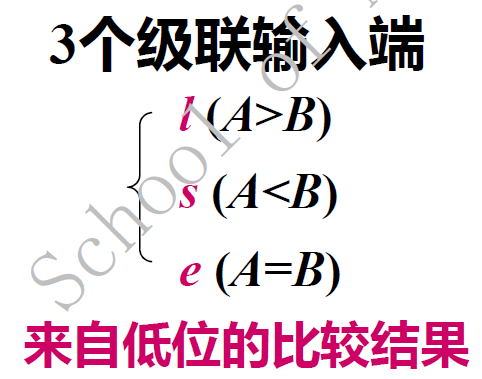 3个级联输入端
l (A>B)
s (A<B)
e (A=B)
来自低位的比较结果
School of